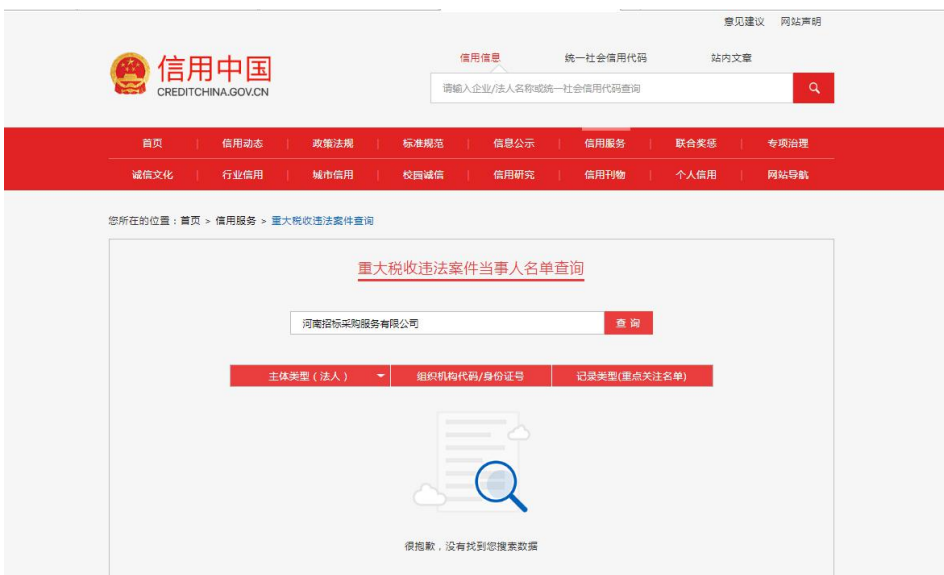 意见建议 网站声明
信用信息 统一社会信用代码 站内文章
信用中国
CREDITCHINA.GOV.CN
请输入企业/法人名称或统一社会信用代码查询
首页 信用动态 政策法规 标准规范 信息公示 信用服务 联合奖惩 专项治理
诚信文化 行业信用 城市信用 校园诚信 信用研究 信用刊物 个人信用 网站导航
您所在的位置：首页 > 信用服务 > 重大税收违法案件查询
重大税收违法案件当事人名单查询
河南招标采购服务有限公司 查 询
主体类型（法人） 组织机构代码/身份证号 记录类型(重点关注名单)
很抱歉，没有找到您搜索数据